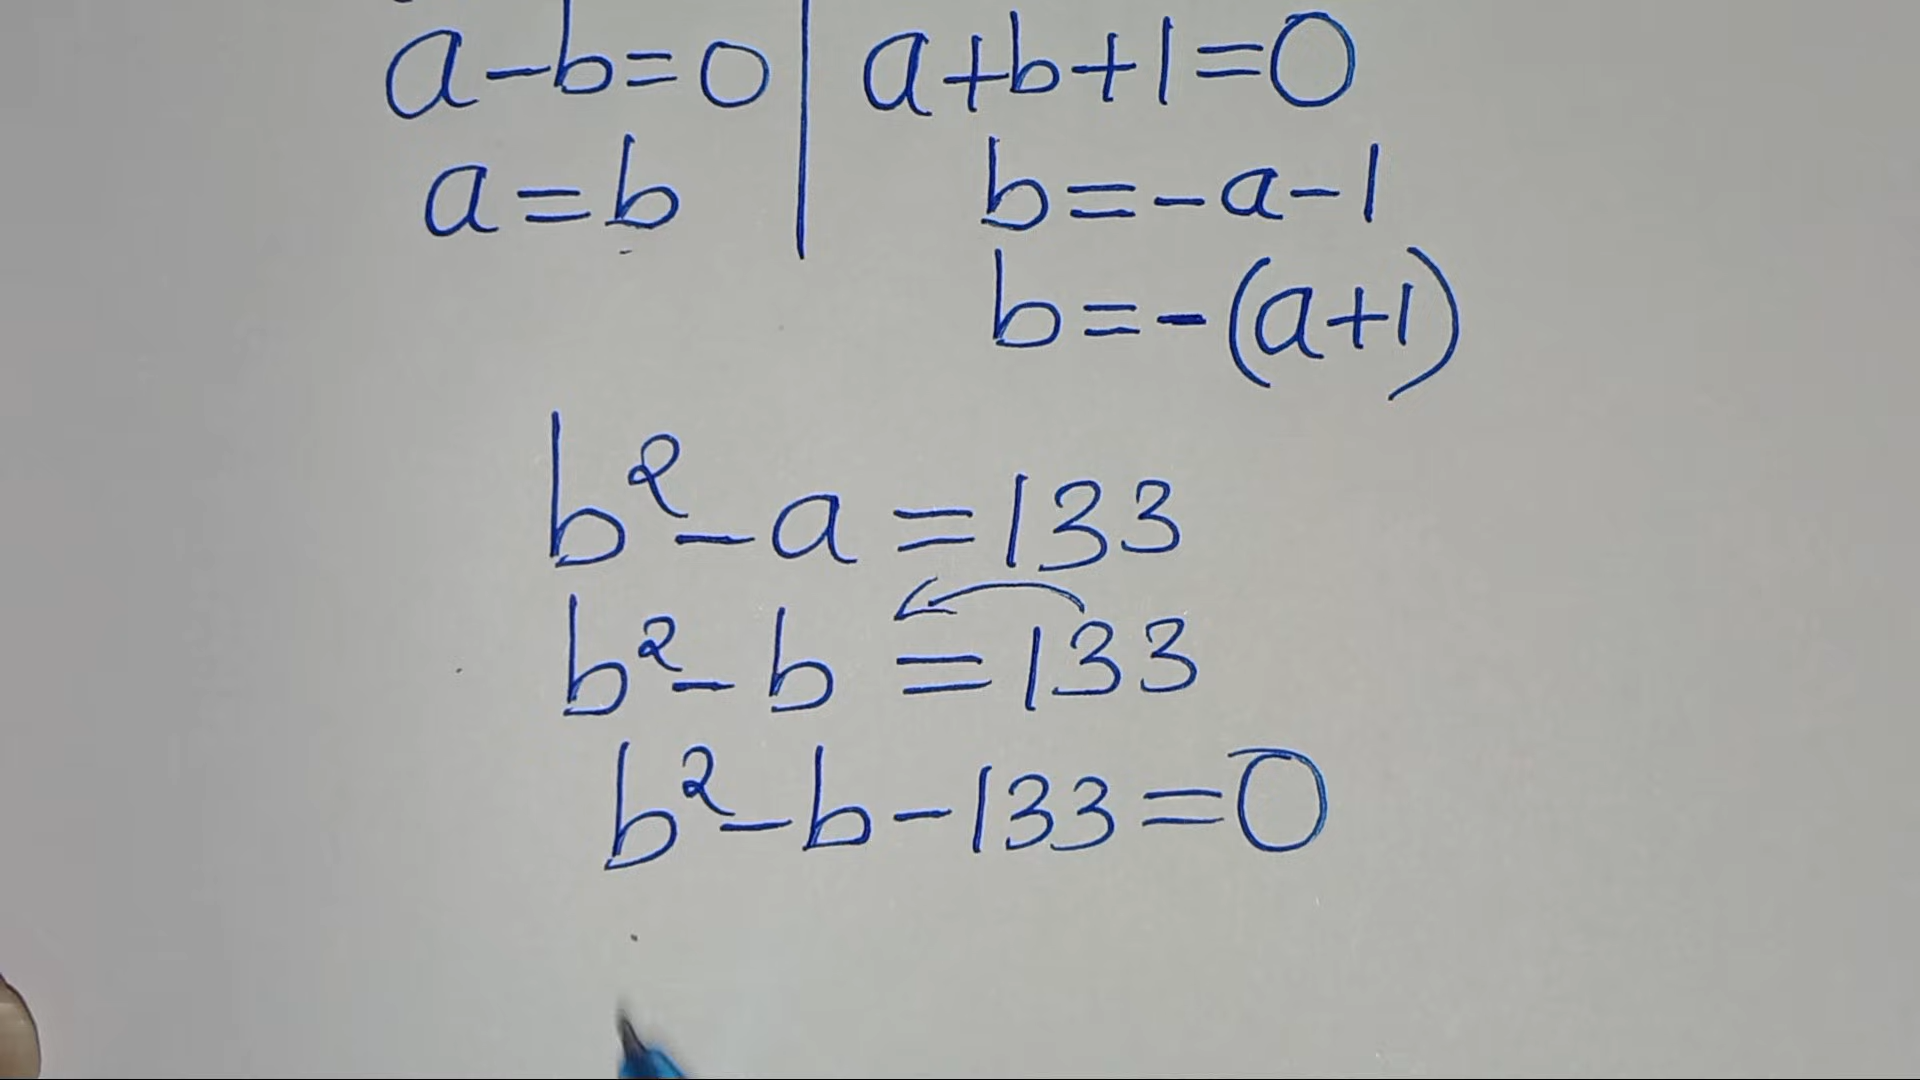 a-b=0 | a+b+1=0
a=b
b=-a-1
b=-(a+1)
b²-a=133
b²-b=133
b²-b-133=0